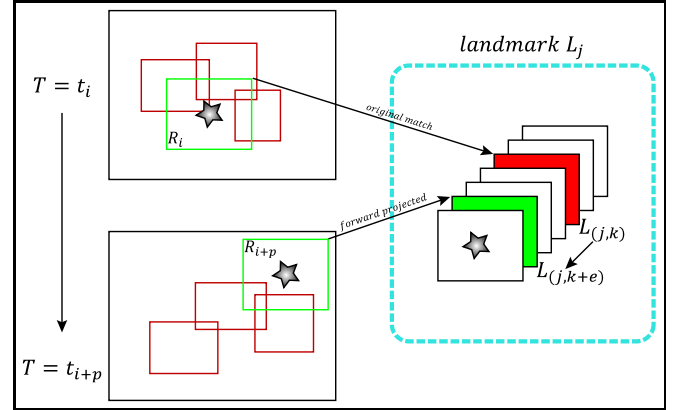 landmark L_j
T = t_i
original match
R_i
forward projected
L_(j,k)
R_{i+p}
L_(j,k+e)
T = t_{i+p}